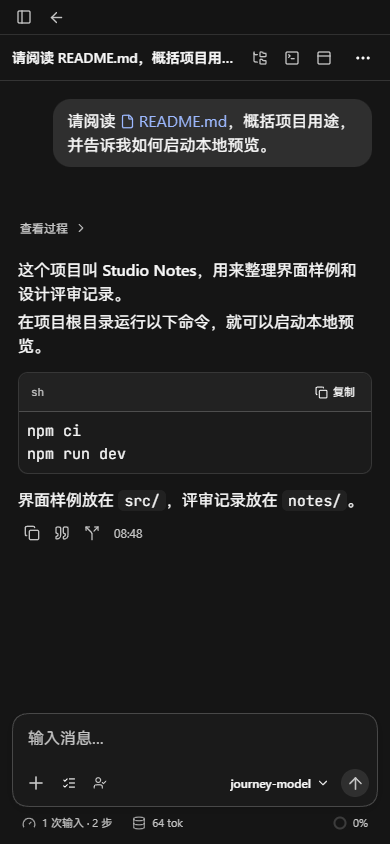 请阅读 README.md，概括项目用途...
请阅读 README.md，概括项目用途，
并告诉我如何启动本地预览。
查看过程
这个项目叫 Studio Notes，用来整理界面样例和
设计评审记录。
在项目根目录运行以下命令，就可以启动本地预
览。
sh 复制
npm ci
npm run dev
界面样例放在 src/，评审记录放在 notes/。
08:48
输入消息...
journey-model
1 次输入 · 2 步 64 tok 0%